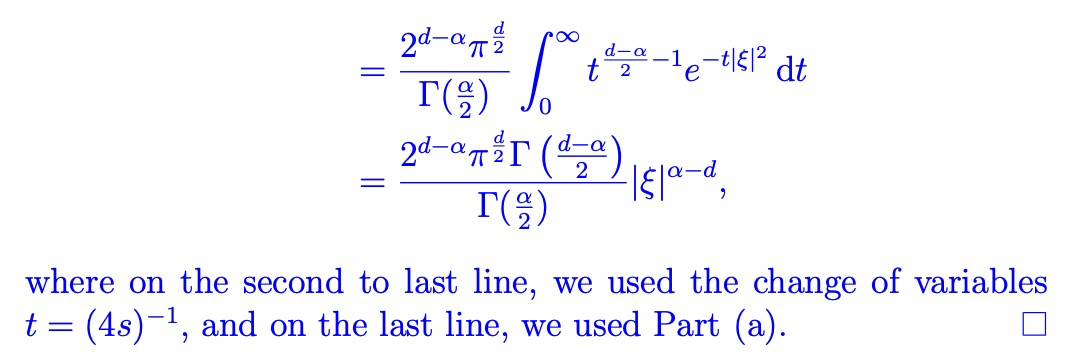 = \frac{2^{d-\alpha}\pi^{\frac{d}{2}}}{\Gamma(\frac{\alpha}{2})} \int_0^\infty t^{\frac{d-\alpha}{2}-1} e^{-t|\xi|^2} \, \mathrm{d}t
= \frac{2^{d-\alpha}\pi^{\frac{d}{2}}\Gamma\left(\frac{d-\alpha}{2}\right)}{\Gamma(\frac{\alpha}{2})} |\xi|^{\alpha-d},
where on the second to last line, we used the change of variables
t = (4s)^{-1}, and on the last line, we used Part (a). □